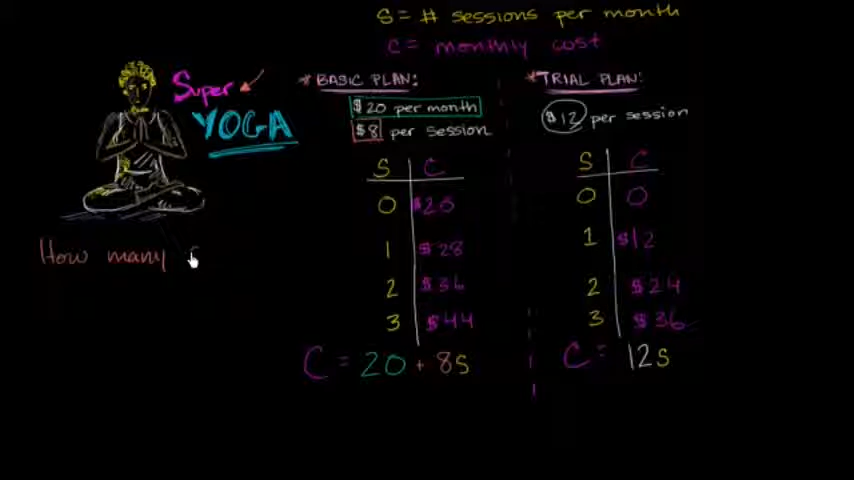 S = # sessions per month
C = monthly cost
Super
YOGA
How many s
* BASIC PLAN:
$20 per month
$8 per session
S C
0 $20
1 $28
2 $36
3 $44
C = 20 + 8s
* TRIAL PLAN:
$12 per session
S C
0 0
1 $12
2 $24
3 $36
C = 12s